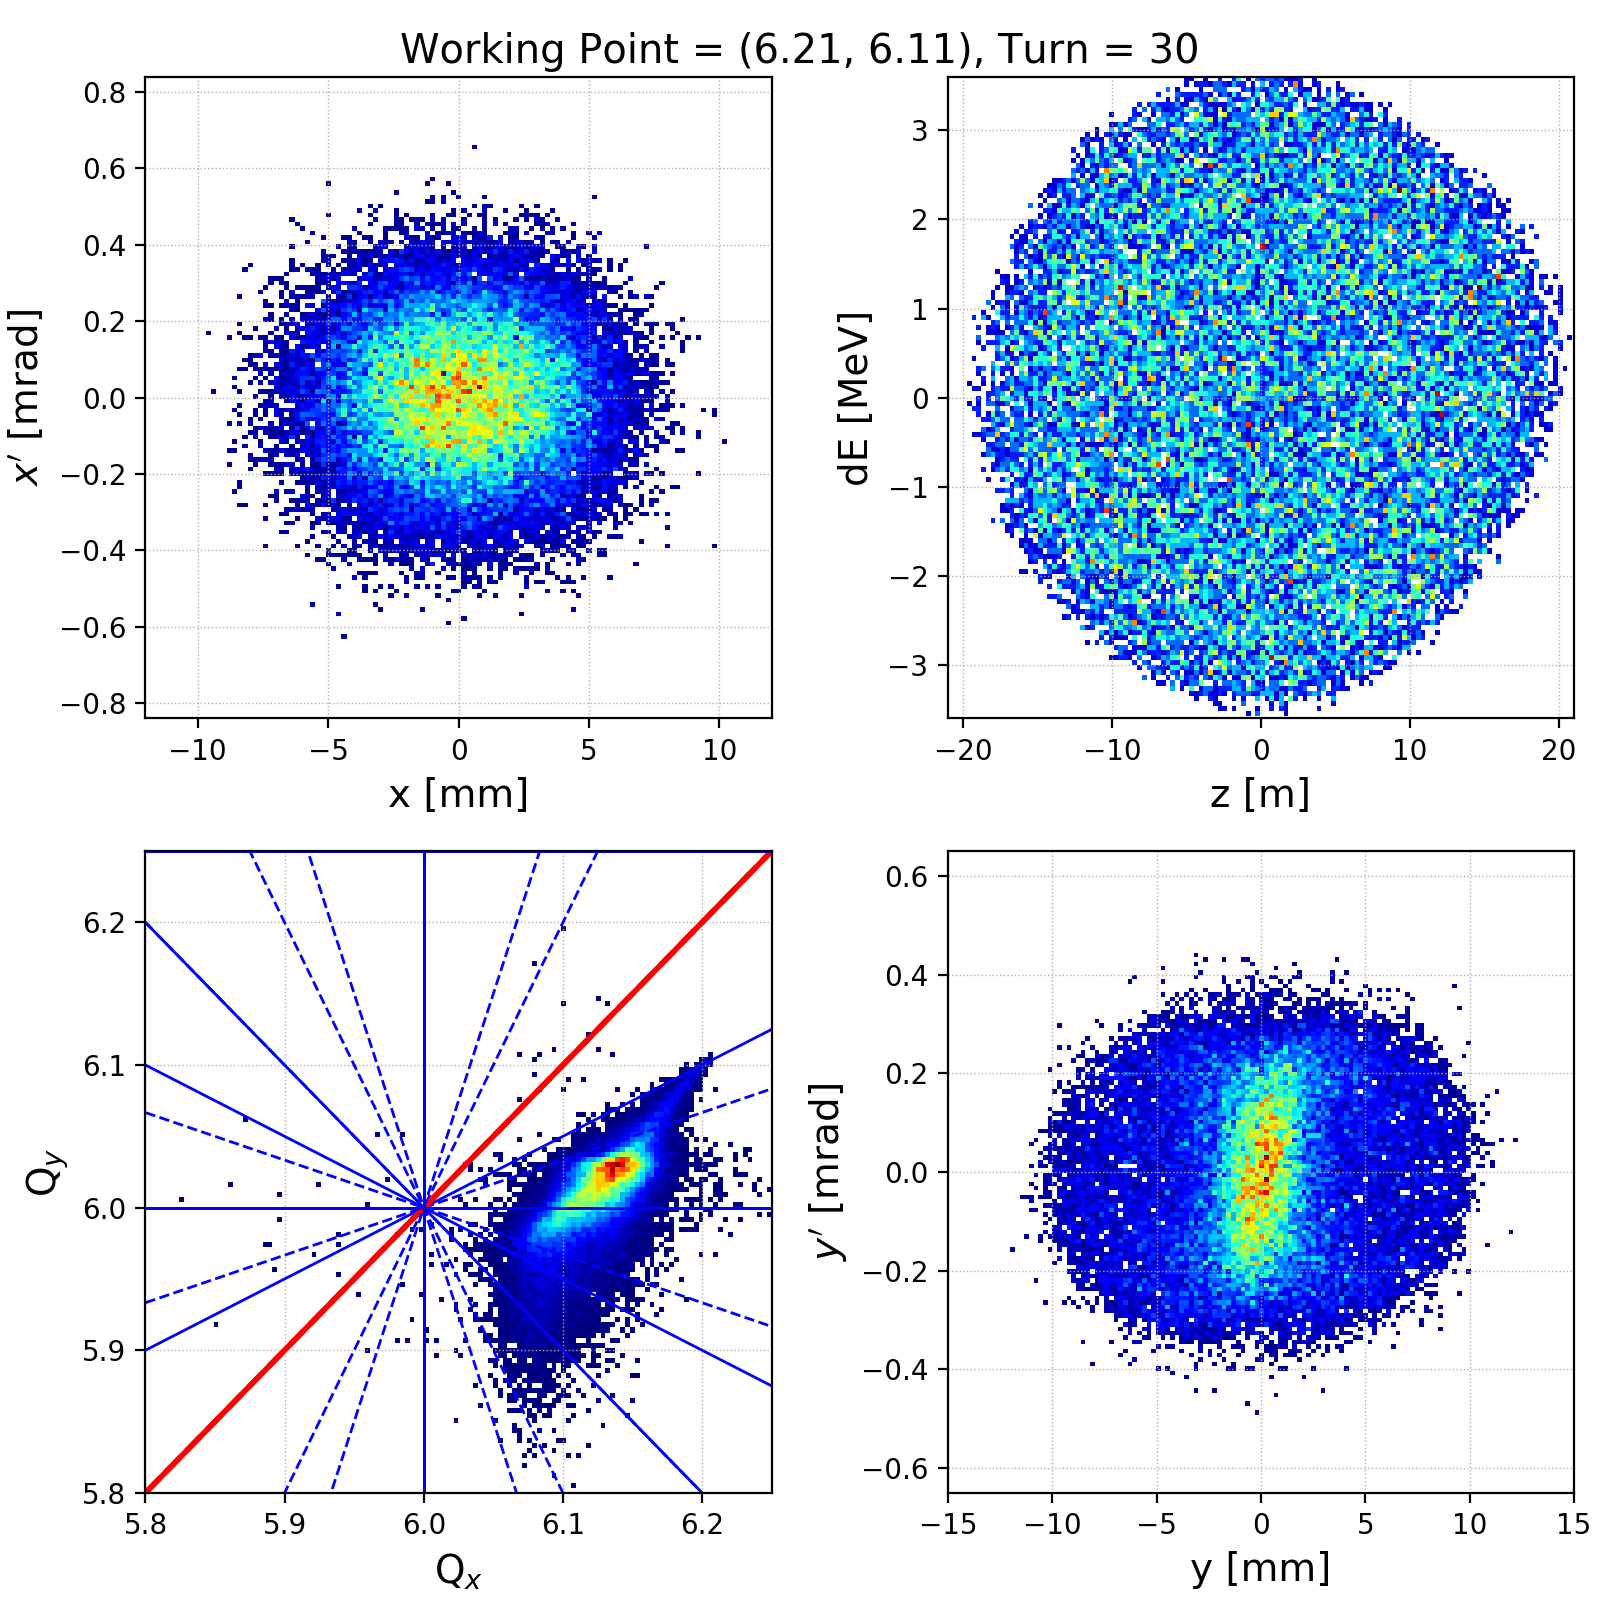 Working Point = (6.21, 6.11), Turn = 30
0.8
0.6
0.4
0.2
0.0
−0.2
−0.4
−0.6
−0.8
x′ [mrad]
−10 −5 0 5 10
x [mm]
3
2
1
0
−1
−2
−3
dE [MeV]
−20 −10 0 10 20
z [m]
6.2
6.1
6.0
5.9
5.8
Qy
5.8 5.9 6.0 6.1 6.2
Qx
0.6
0.4
0.2
0.0
−0.2
−0.4
−0.6
y′ [mrad]
−15 −10 −5 0 5 10 15
y [mm]